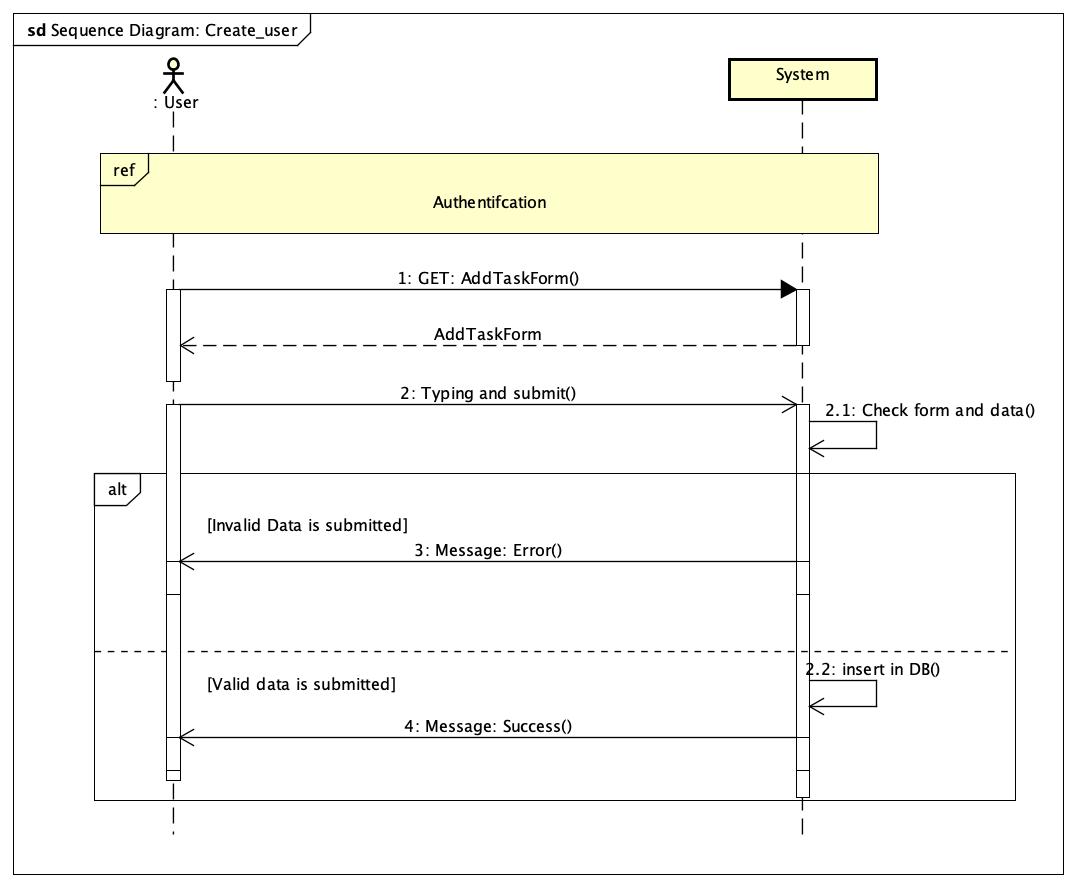 sd Sequence Diagram: Create_user
: User
System
ref
Authentifcation
1: GET: AddTaskForm()
AddTaskForm
2: Typing and submit()
2.1: Check form and data()
alt
[Invalid Data is submitted]
3: Message: Error()
2.2: insert in DB()
[Valid data is submitted]
4: Message: Success()